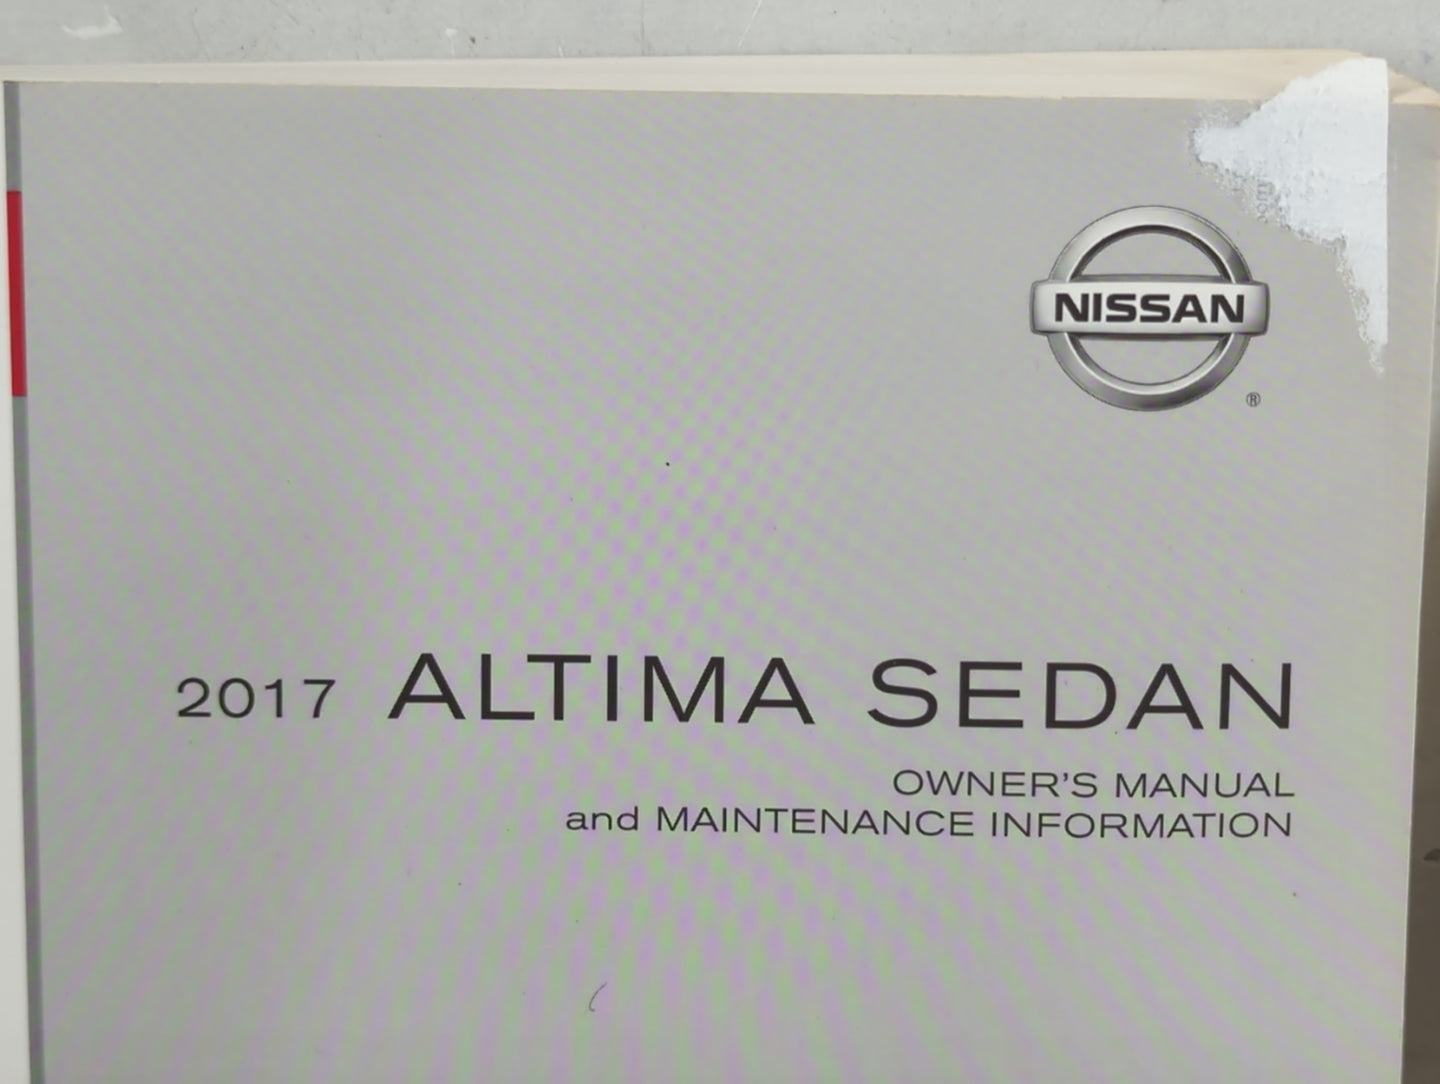 NISSAN
®
2017 ALTIMA SEDAN
OWNER'S MANUAL
and MAINTENANCE INFORMATION